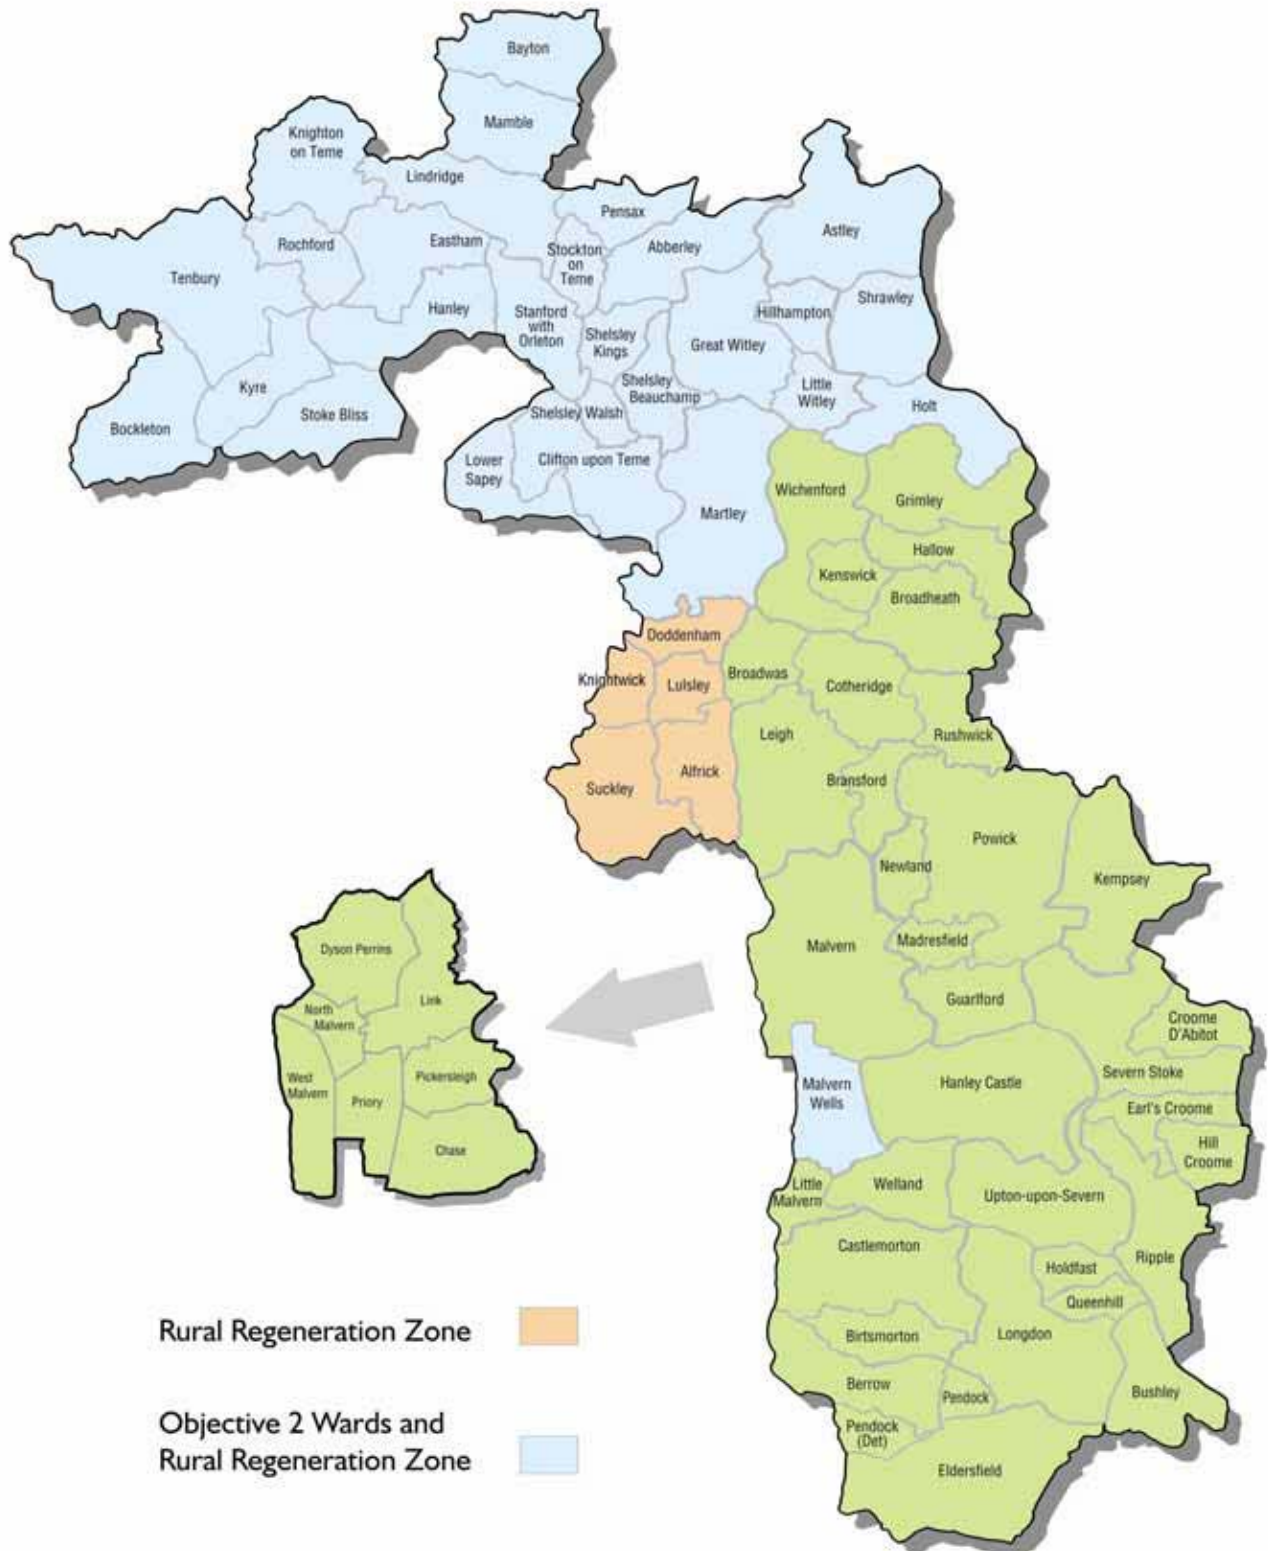 Bayton
Mamble
Knighton
on Teme
Lindridge
Pensax
Astley
Rochford
Eastham
Stockton
on
Teme
Abberley
Tenbury
Hanley
Stanford
with
Orleton
Shelsley
Kings
Great Witley
Hillhampton
Shrawley
Kyre
Stoke Bliss
Bockleton
Shelsley
Beauchamp
Little
Witley
Holt
Shelsley Walsh
Lower
Sapey
Clifton upon Teme
Martley
Wichenford
Grimley
Hallow
Kenswick
Broadheath
Doddenham
Knightwick
Lulsley
Broadwas
Cotheridge
Rushwick
Leigh
Suckley
Alfrick
Bransford
Powick
Newland
Kempsey
Malvern
Madresfield
Guarlford
Croome
D'Abitot
Dyson Perrins
Link
North
Malvern
West
Malvern
Priory
Pickersleigh
Chase
Malvern
Wells
Hanley Castle
Severn Stoke
Earl's Croome
Hill
Croome
Little
Malvern
Welland
Upton-upon-Severn
Castlemorton
Holdfast
Ripple
Queenhill
Birtsmorton
Longdon
Berrow
Pendock
Bushley
Pendock
(Det)
Eldersfield
Rural Regeneration Zone
Objective 2 Wards and
Rural Regeneration Zone